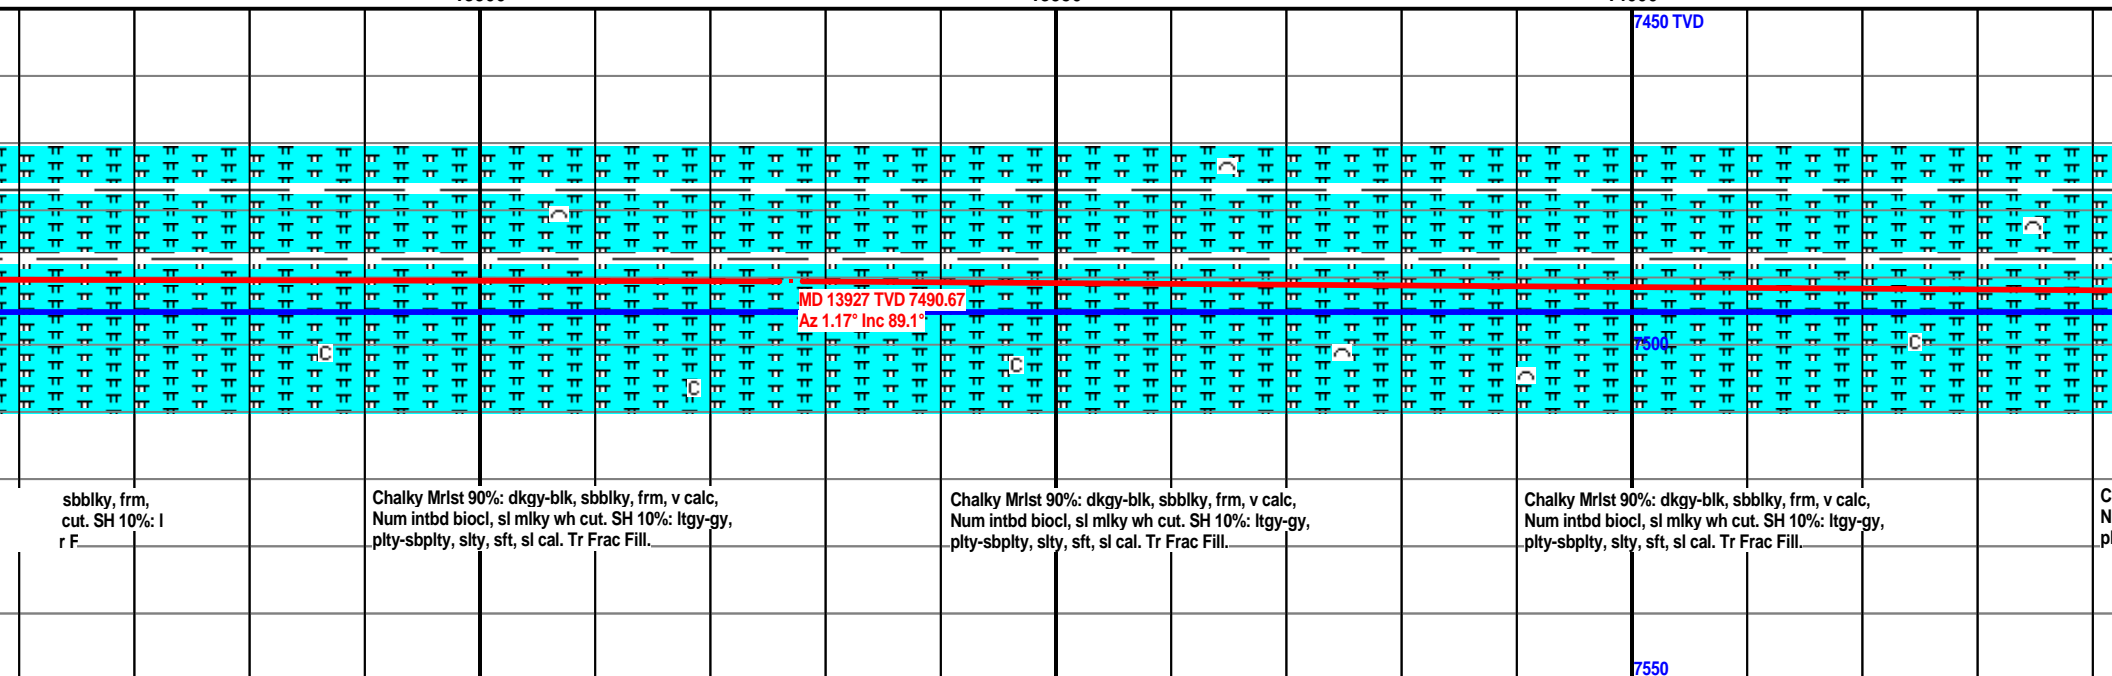 7450 TVD
MD 13927 TVD 7490.67
Az 1.17° Inc 89.1°
C
C
C
7500
C
sbblky, frm,
cut. SH 10%: l
r F
Chalky Mrlst 90%: dkgy-blk, sbblky, frm, v calc,
Num intbd biocl, sl mlky wh cut. SH 10%: ltgy-gy,
plty-sbplty, slty, sft, sl cal. Tr Frac Fill.
Chalky Mrlst 90%: dkgy-blk, sbblky, frm, v calc,
Num intbd biocl, sl mlky wh cut. SH 10%: ltgy-gy,
plty-sbplty, slty, sft, sl cal. Tr Frac Fill.
Chalky Mrlst 90%: dkgy-blk, sbblky, frm, v calc,
Num intbd biocl, sl mlky wh cut. SH 10%: ltgy-gy,
plty-sbplty, slty, sft, sl cal. Tr Frac Fill.
C
N
pl
7550